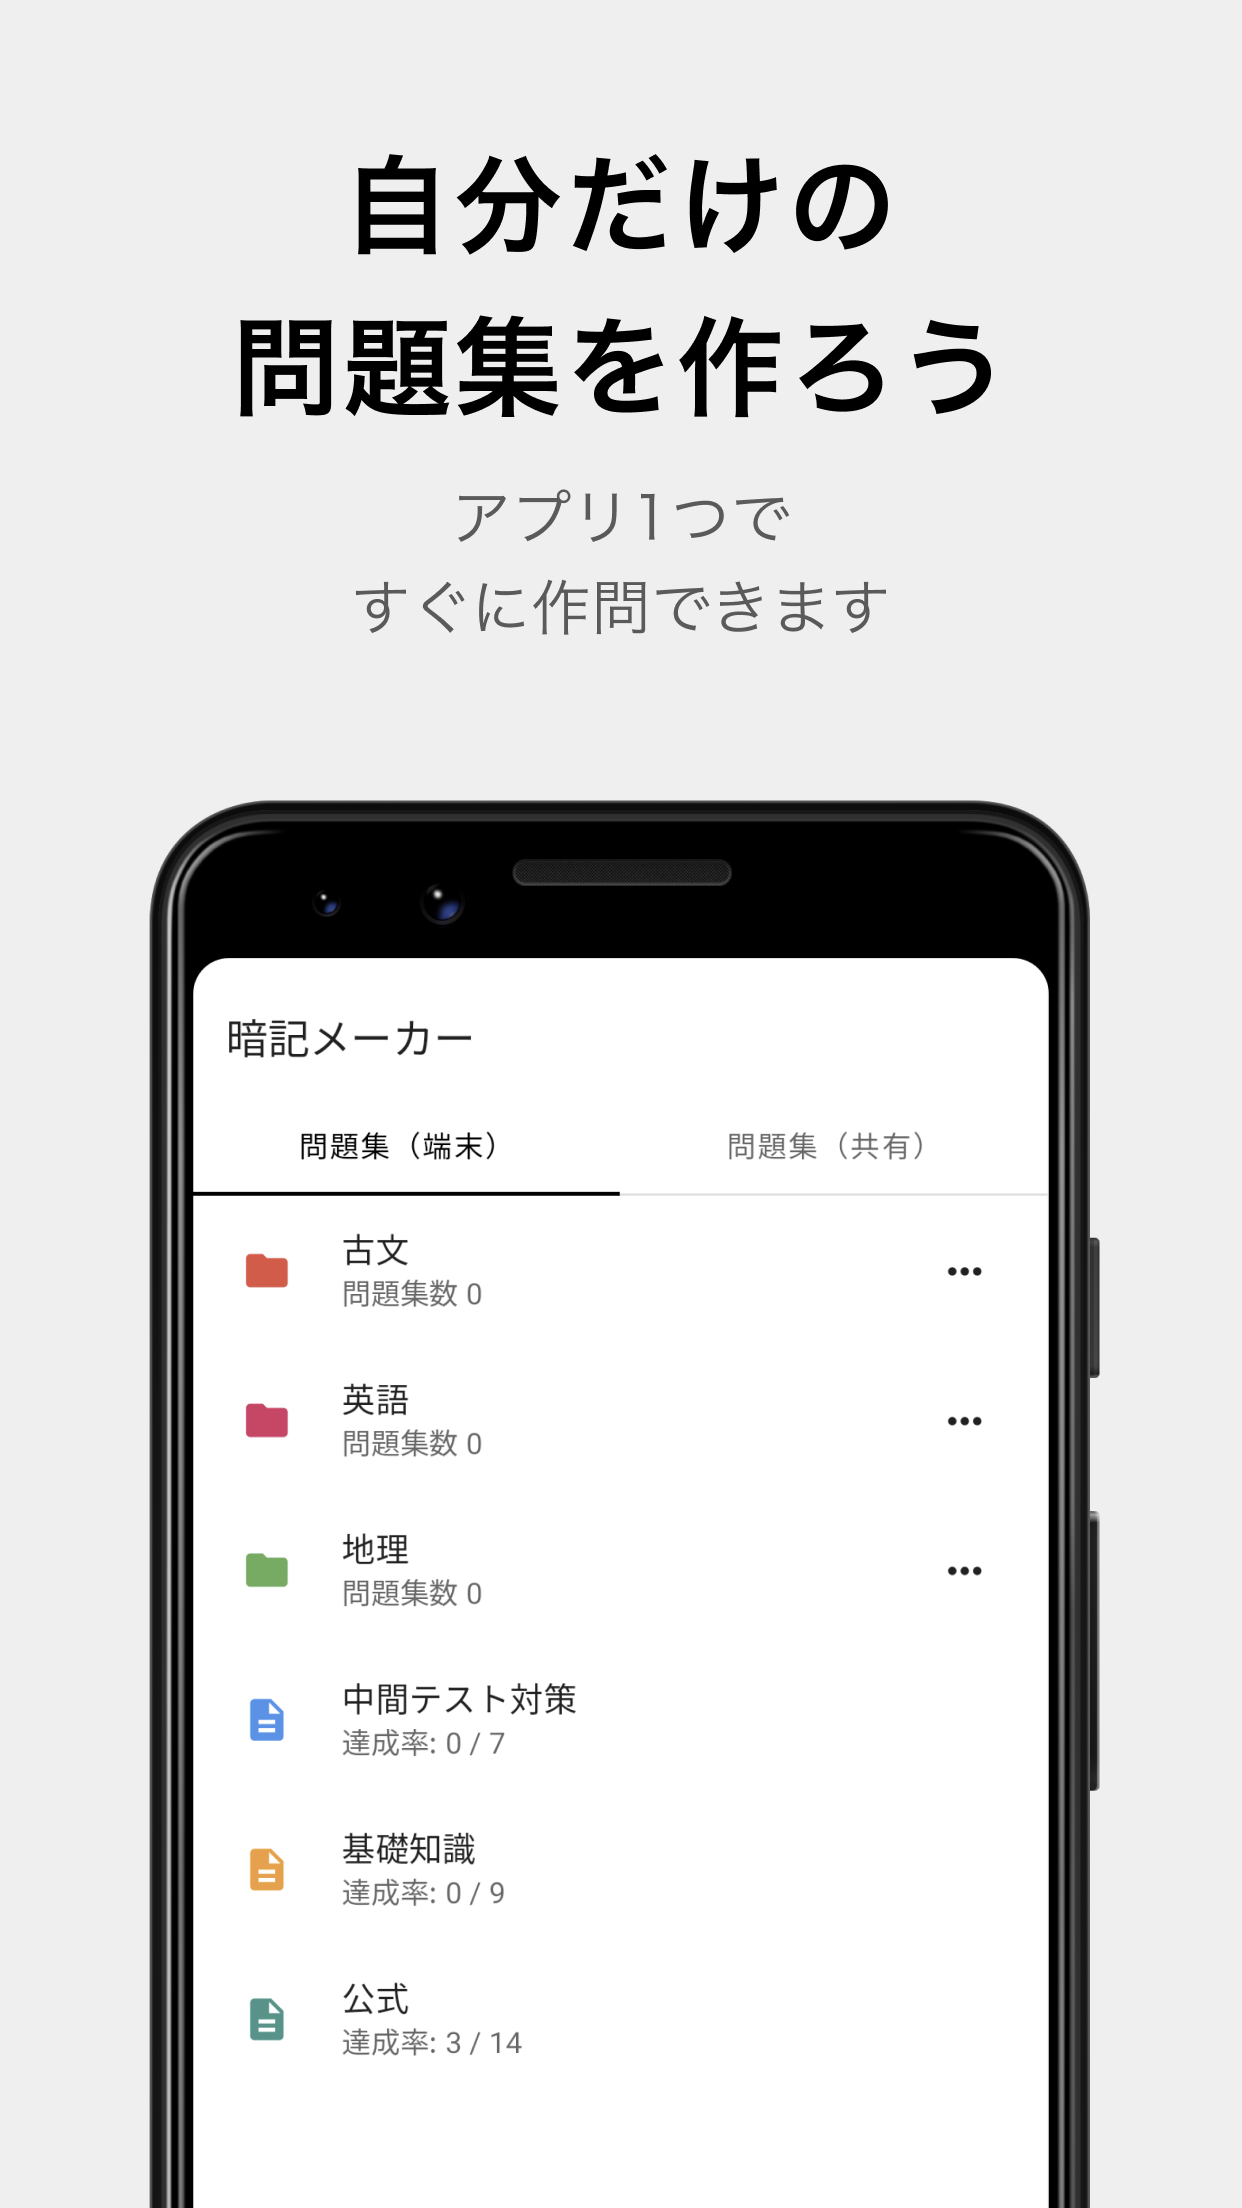 自分だけの
問題集を作ろう
アプリ1つで
すぐに作問できます
暗記メーカー
問題集（端末）
問題集（共有）
古文
問題集数 0
英語
問題集数 0
地理
問題集数 0
中間テスト対策
達成率: 0 / 7
基礎知識
達成率: 0 / 9
公式
達成率: 3 / 14